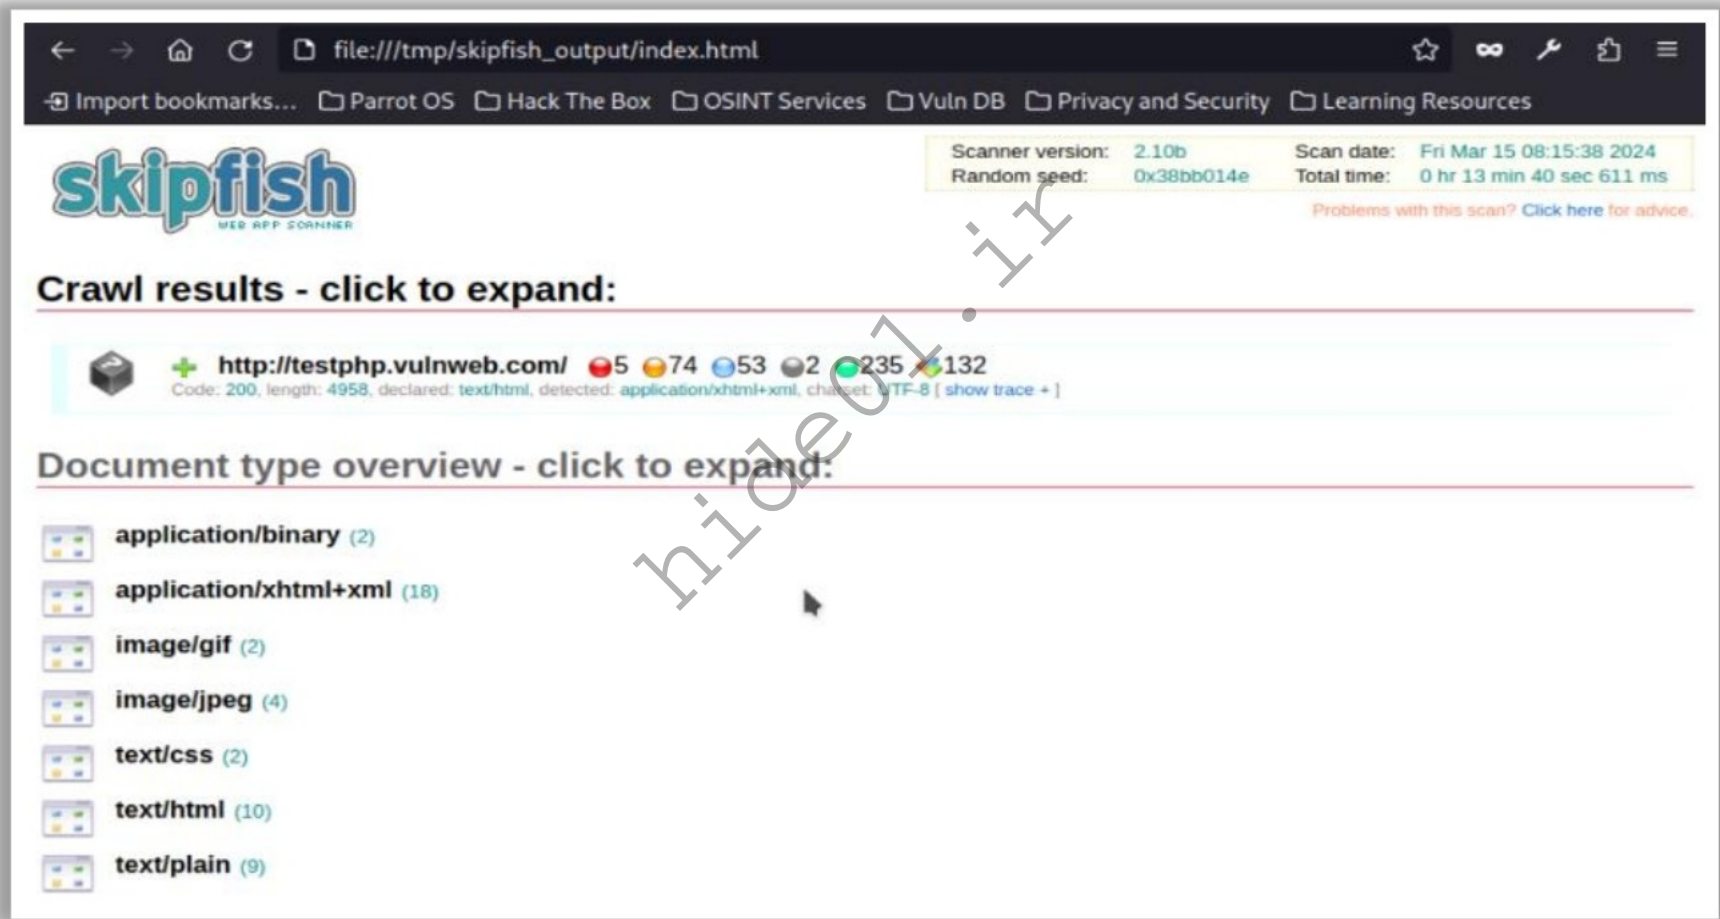 file:///tmp/skipfish_output/index.html
Import bookmarks... Parrot OS Hack The Box OSINT Services Vuln DB Privacy and Security Learning Resources
skipfish
WEB APP SCANNER
Scanner version: 2.10b Scan date: Fri Mar 15 08:15:38 2024
Random seed: 0x38bb014e Total time: 0 hr 13 min 40 sec 611 ms
Problems with this scan? Click here for advice.
Crawl results - click to expand:
http://testphp.vulnweb.com/ 5 74 53 2 235 132
Code: 200, length: 4958, declared: text/html, detected: application/xhtml+xml, charset: UTF-8 [ show trace + ]
Document type overview - click to expand:
application/binary (2)
application/xhtml+xml (18)
image/gif (2)
image/jpeg (4)
text/css (2)
text/html (10)
text/plain (9)
hide01.ir